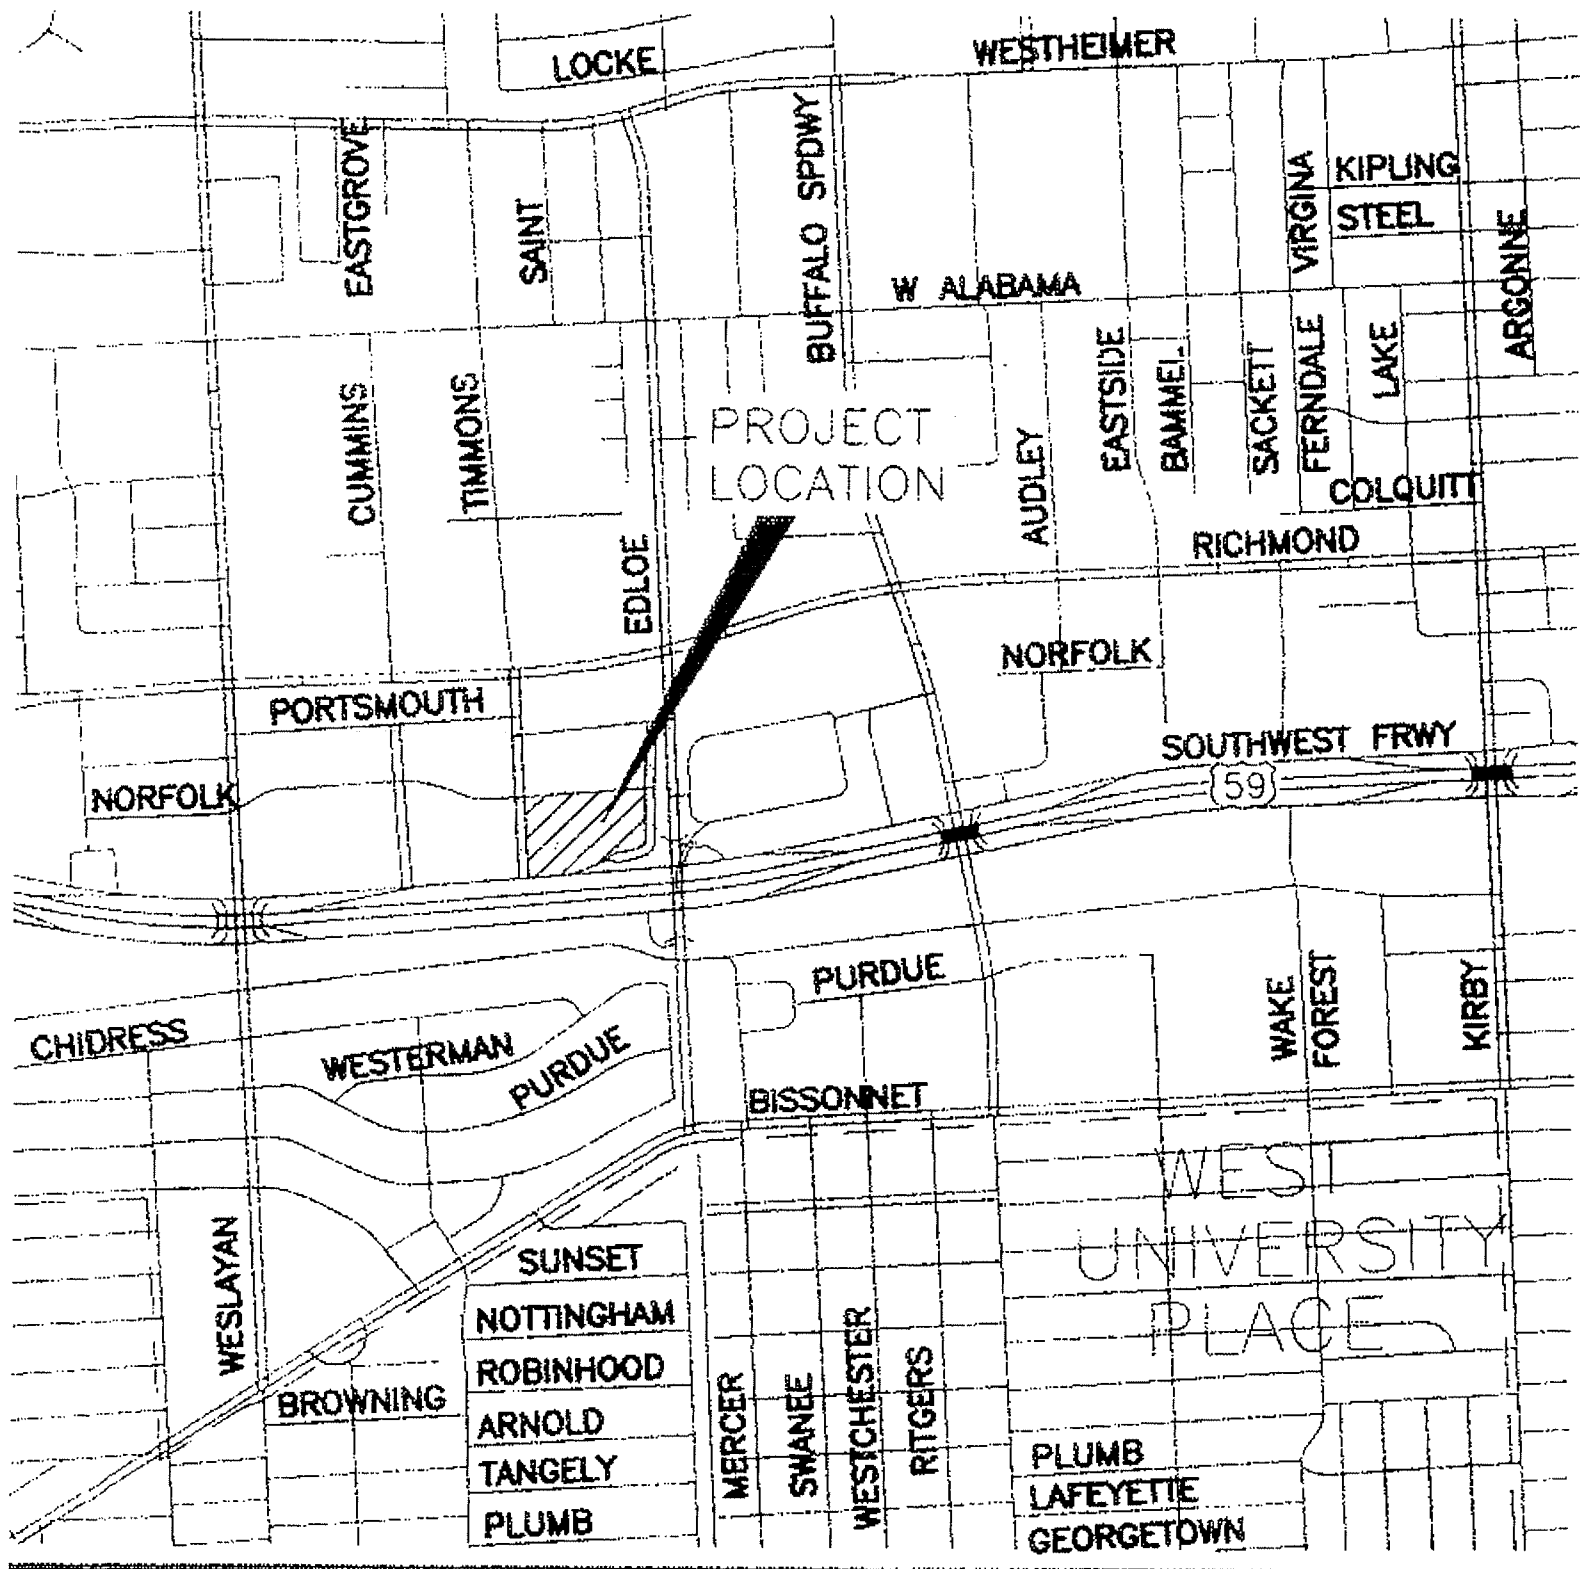 LOCKE
WESTHEIMER
EASTGROVE
SAINT
BUFFALO SPDWY
VIRGINA
KIPLING
STEEL
ARGONNE
W ALABAMA
CUMMINS
TIMMONS
EDLOE
PROJECT
LOCATION
AUDLEY
EASTSIDE
BAMMEL
SACKETT
FERNDALE
LAKE
COLQUITT
RICHMOND
NORFOLK
PORTSMOUTH
NORFOLK
SOUTHWEST FRWY
59
CHIDRESS
WESTERMAN
PURDUE
PURDUE
WAKE
FOREST
KIRBY
BISSONNET
WEST
UNIVERSITY
PLACE
WESLAYAN
SUNSET
NOTTINGHAM
ROBINHOOD
BROWNING
ARNOLD
TANGELY
PLUMB
MERCER
SWANEE
WESTCHESTER
RITGERS
PLUMB
LAFEYETTE
GEORGETOWN